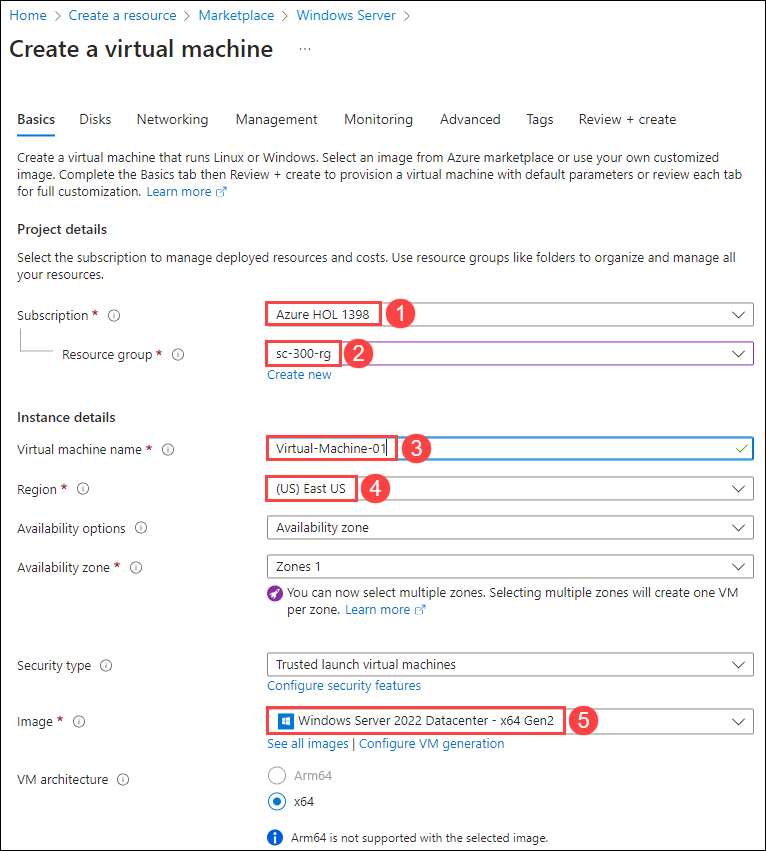 Home > Create a resource > Marketplace > Windows Server >
Create a virtual machine ...
Basics Disks Networking Management Monitoring Advanced Tags Review + create
Create a virtual machine that runs Linux or Windows. Select an image from Azure marketplace or use your own customized
image. Complete the Basics tab then Review + create to provision a virtual machine with default parameters or review each tab
for full customization. Learn more
Project details
Select the subscription to manage deployed resources and costs. Use resource groups like folders to organize and manage all
your resources.
Subscription * Azure HOL 1398 1
Resource group * sc-300-rg 2
Create new
Instance details
Virtual machine name * Virtual-Machine-01 3
Region * (US) East US 4
Availability options Availability zone
Availability zone * Zones 1
You can now select multiple zones. Selecting multiple zones will create one VM
per zone. Learn more
Security type Trusted launch virtual machines
Configure security features
Image * Windows Server 2022 Datacenter - x64 Gen2 5
See all images | Configure VM generation
VM architecture Arm64
x64
Arm64 is not supported with the selected image.